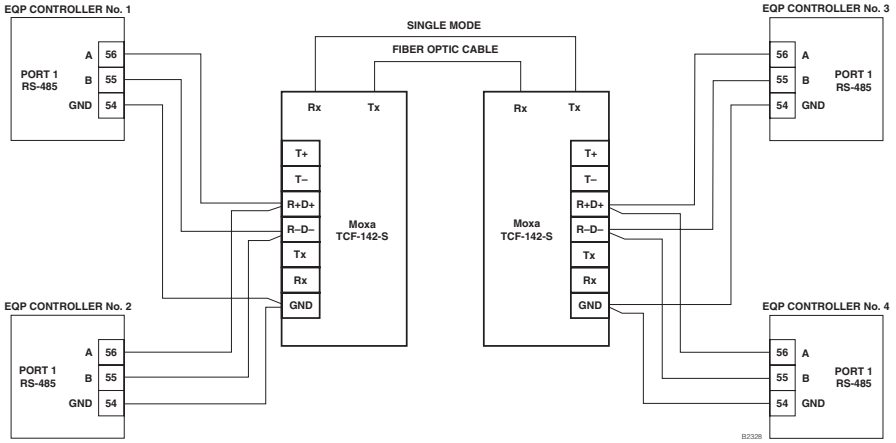 EQP CONTROLLER No. 1
PORT 1
RS-485
A 56
B 55
GND 54
SINGLE MODE
FIBER OPTIC CABLE
Rx Tx
T+
T–
R+D+
R–D–
Tx
Rx
GND
Moxa
TCF-142-S
Rx Tx
T+
T–
R+D+
R–D–
Tx
Rx
GND
Moxa
TCF-142-S
EQP CONTROLLER No. 3
56 A
55 B
54 GND
PORT 1
RS-485
EQP CONTROLLER No. 2
PORT 1
RS-485
A 56
B 55
GND 54
EQP CONTROLLER No. 4
56 A
55 B
54 GND
PORT 1
RS-485
B2328